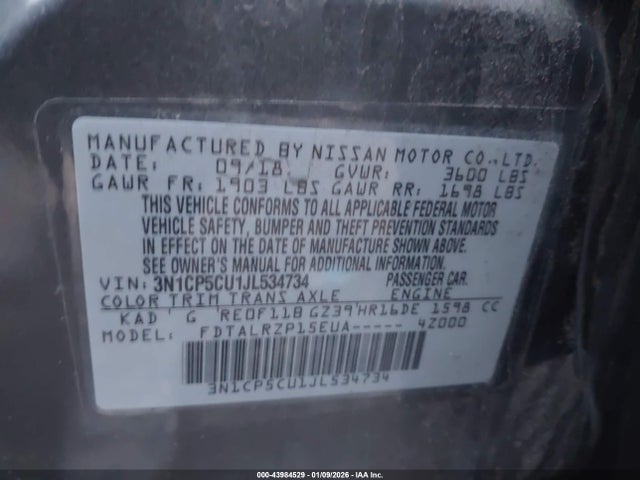 MANUFACTURED BY NISSAN MOTOR CO.,LTD.
DATE: 09/18 GVWR: 3600 LBS
GAWR FR: 1903 LBS GAWR RR: 1698 LBS
THIS VEHICLE CONFORMS TO ALL APPLICABLE FEDERAL MOTOR
VEHICLE SAFETY, BUMPER AND THEFT PREVENTION STANDARDS
IN EFFECT ON THE DATE OF MANUFACTURE SHOWN ABOVE.
SEE OWNER'S MANUAL FOR ADDITIONAL INFORMATION.
VIN: 3N1CP5CU1JL534734 PASSENGER CAR.
COLOR TRIM TRANS AXLE ENGINE
KAD G RE0F11B GZ39 HR16DE 1598 CC
MODEL: FDTALRZP15EUA----- 4Z000
3N1CP5CU1JL534734
000-43984529 | 01/09/2026 - IAA Inc.